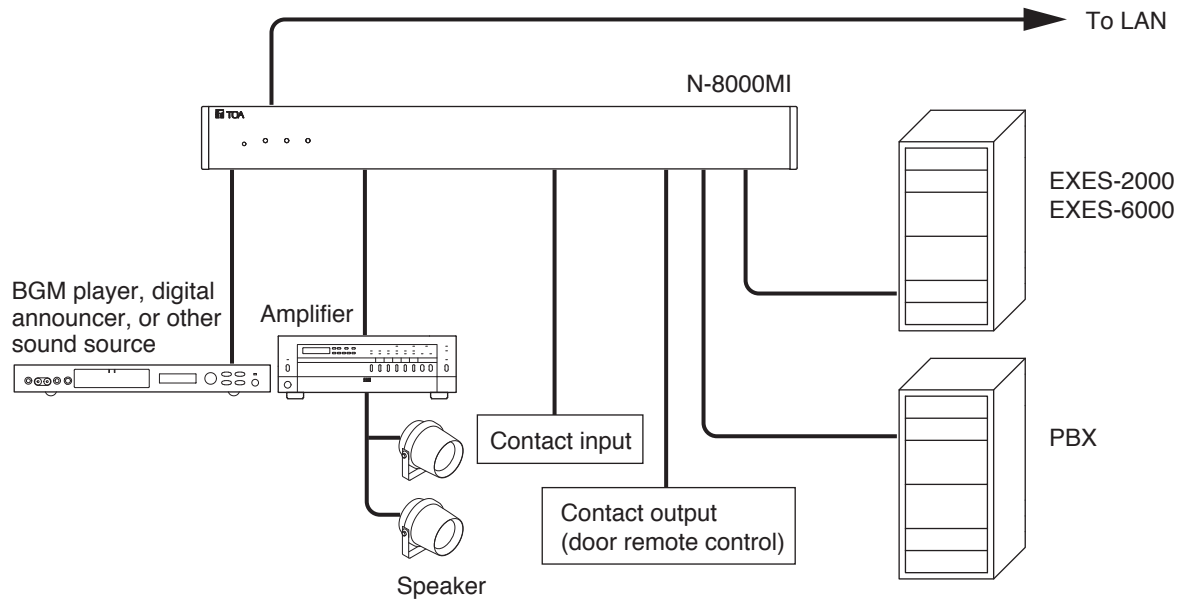 To LAN
N-8000MI
TOA
EXES-2000
EXES-6000
BGM player, digital
announcer, or other
sound source
Amplifier
Contact input
PBX
Contact output
(door remote control)
Speaker